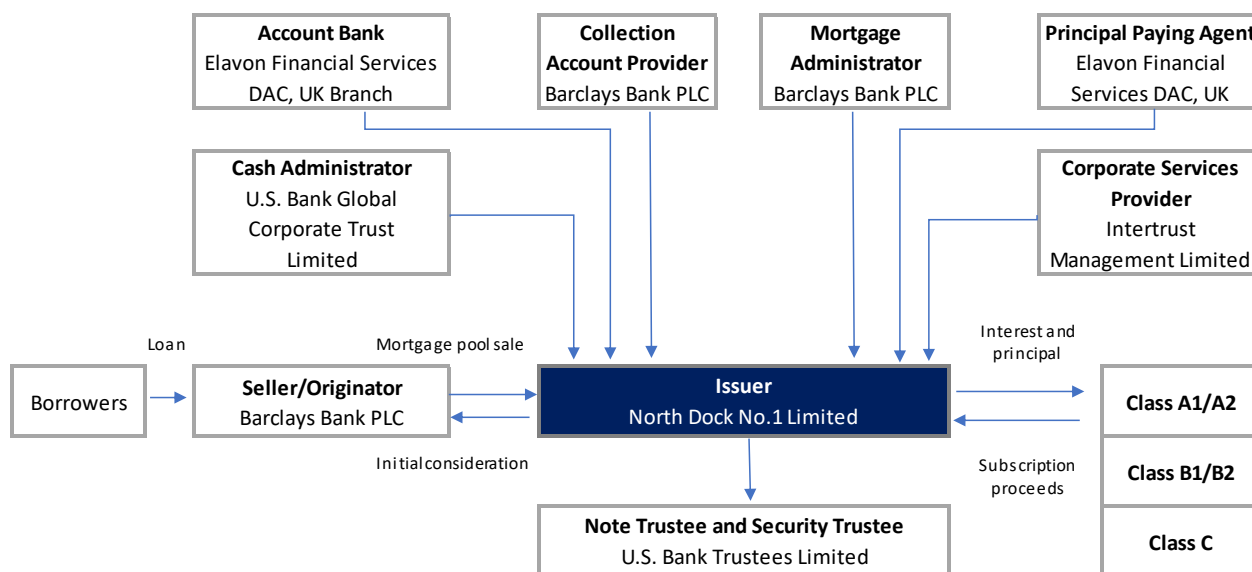 Account Bank
Elavon Financial Services
DAC, UK Branch
Collection
Account Provider
Barclays Bank PLC
Mortgage
Administrator
Barclays Bank PLC
Principal Paying Agent
Elavon Financial
Services DAC, UK
Cash Administrator
U.S. Bank Global
Corporate Trust
Limited
Corporate Services
Provider
Intertrust
Management Limited
Loan
Mortgage pool sale
Interest and
principal
Borrowers
Seller/Originator
Barclays Bank PLC
Issuer
North Dock No.1 Limited
Class A1/A2
Initial consideration
Subscription
proceeds
Class B1/B2
Note Trustee and Security Trustee
U.S. Bank Trustees Limited
Class C